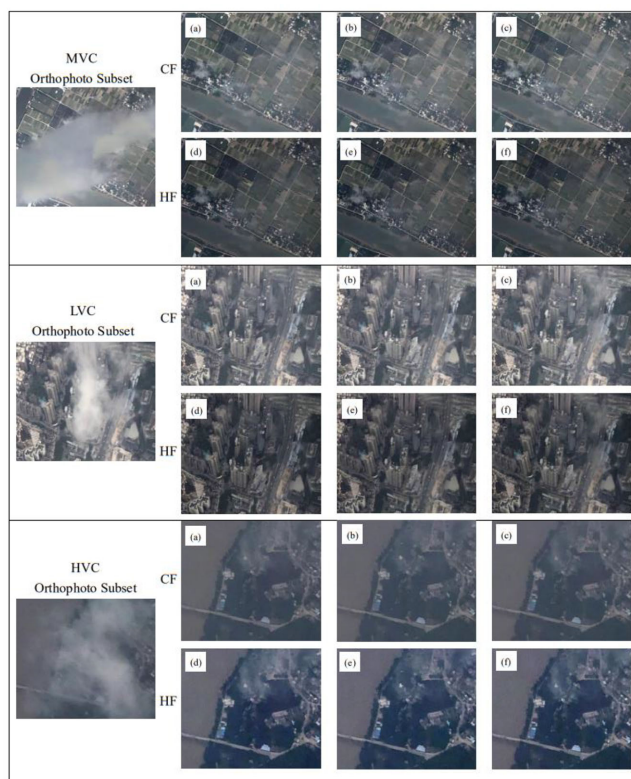 MVC
Orthophoto Subset
CF
(a)
(b)
(c)
HF
(d)
(e)
(f)
LVC
Orthophoto Subset
CF
(a)
(b)
(c)
HF
(d)
(e)
(f)
HVC
Orthophoto Subset
CF
(a)
(b)
(c)
HF
(d)
(e)
(f)